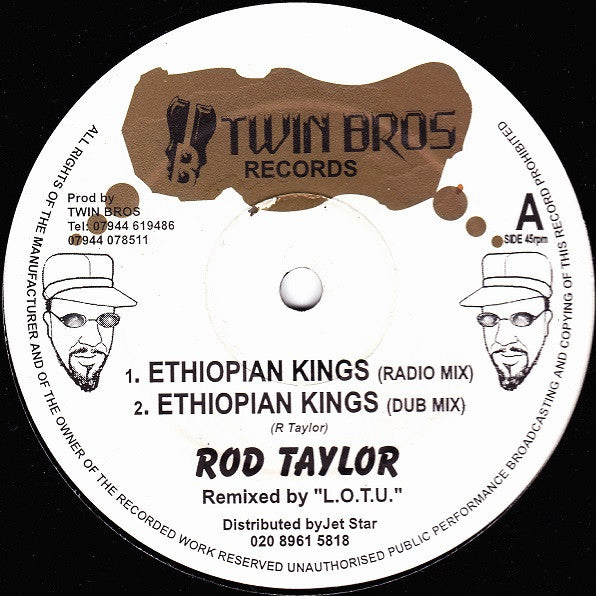 TWIN BROS
RECORDS
B
Prod by
TWIN BROS
Tel: 07944 619486
07944 078511
A
SIDE 45rpm
1. ETHIOPIAN KINGS (RADIO MIX)
2. ETHIOPIAN KINGS (DUB MIX)
(R Taylor)
ROD TAYLOR
Remixed by "L.O.T.U."
Distributed byJet Star
020 8961 5818
ALL RIGHTS OF THE MANUFACTURER AND OF THE OWNER OF THE RECORDED WORK RESERVED UNAUTHORISED PUBLIC PERFORMANCE BROADCASTING AND COPYING OF THIS RECORD PROHIBITED